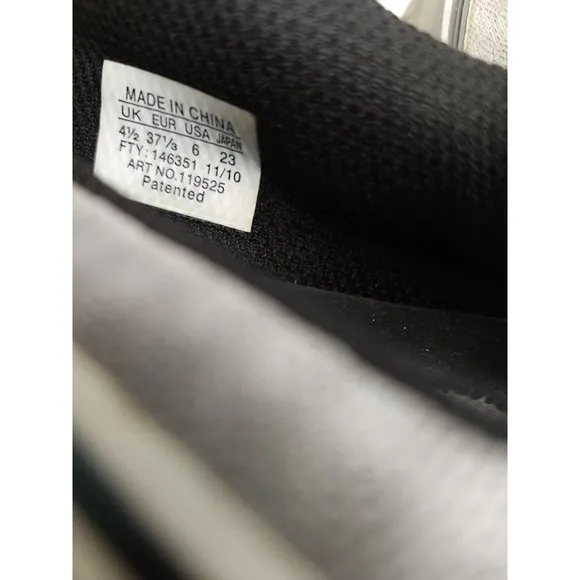 MADE IN CHINA
UK EUR USA JAPAN
4½ 37⅓ 6 23
FTY: 146351 11/10
ART NO.119525
Patented